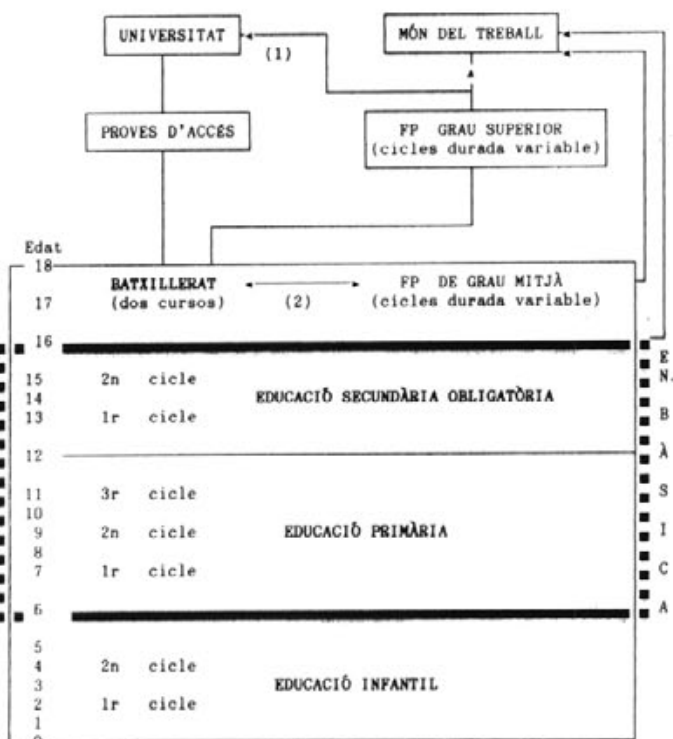 UNIVERSITAT
MÓN DEL TREBALL
(1)
PROVES D'ACCÉS
FP GRAU SUPERIOR
(cicles durada variable)
Edat
18
BATXILLERAT
(dos cursos)
(2)
FP DE GRAU MITJÀ
(cicles durada variable)
17
16
15 2n cicle
14
EDUCACIÓ SECUNDÀRIA OBLIGATÒRIA
13 1r cicle
12
11 3r cicle
10
9 2n cicle
EDUCACIÓ PRIMÀRIA
8
7 1r cicle
6
5
4 2n cicle
3
EDUCACIÓ INFANTIL
2 1r cicle
1
E
N.
B
À
S
I
C
A